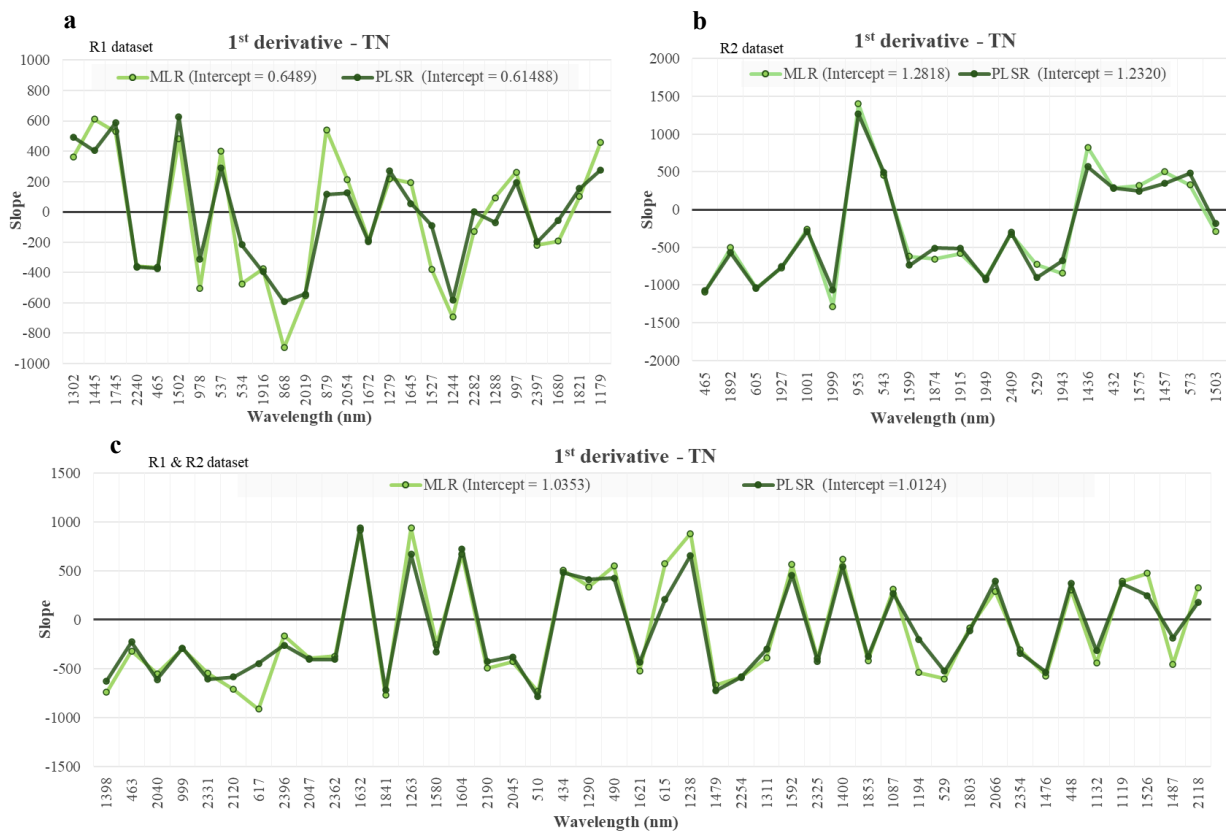 a
R1 dataset
1st derivative - TN
MLR (Intercept = 0.6489) PLSR (Intercept = 0.61488)
1000
800
600
400
200
0
-200
-400
-600
-800
-1000
Slope
1302 1445 1745 2240 465 1502 978 537 534 1916 868 2019 879 2054 1672 1279 1645 1527 1244 2282 1288 997 2397 1680 1821 1179
Wavelength (nm)
b
R2 dataset
1st derivative - TN
MLR (Intercept = 1.2818) PLSR (Intercept = 1.2320)
2000
1500
1000
500
0
-500
-1000
-1500
-2000
Slope
465 1892 605 1927 1001 1999 953 543 1599 1874 1915 1949 2409 529 1943 1436 432 1575 1457 573 1503
Wavelength (nm)
c
R1 & R2 dataset
1st derivative - TN
MLR (Intercept = 1.0353) PLSR (Intercept =1.0124)
1500
1000
500
0
-500
-1000
-1500
Slope
1398 463 2040 999 2331 2120 617 2396 2047 2362 1632 1841 1263 1580 1604 2190 2045 510 434 1290 490 1621 615 1238 1479 2254 1311 1592 2325 1400 1853 1087 1194 529 1803 2066 2354 1476 448 1132 1119 1526 1487 2118
Wavelength (nm)